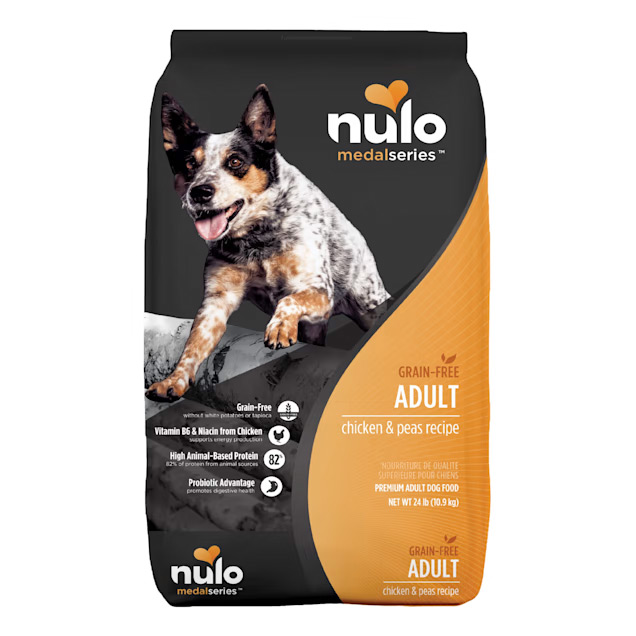 nulo
medalseries™
GRAIN-FREE
ADULT
chicken & peas recipe
Grain-Free
without white potatoes or tapioca
Vitamin B6 & Niacin from Chicken
supports energy production
High Animal-Based Protein
82% of protein from animal sources
82%
Probiotic Advantage
promotes digestive health
NOURRITURE DE QUALITÉ
SUPÉRIEURE POUR CHIENS
PREMIUM ADULT DOG FOOD
NET WT 24 lb (10.9 kg)
nulo
medalseries™
GRAIN-FREE
ADULT
chicken & peas recipe